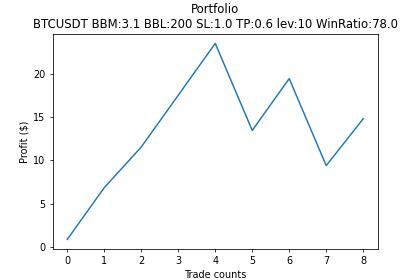 Portfolio
BTCUSDT BBM:3.1 BBL:200 SL:1.0 TP:0.6 lev:10 WinRatio:78.0
Profit ($)
20
15
10
5
0
0 1 2 3 4 5 6 7 8
Trade counts